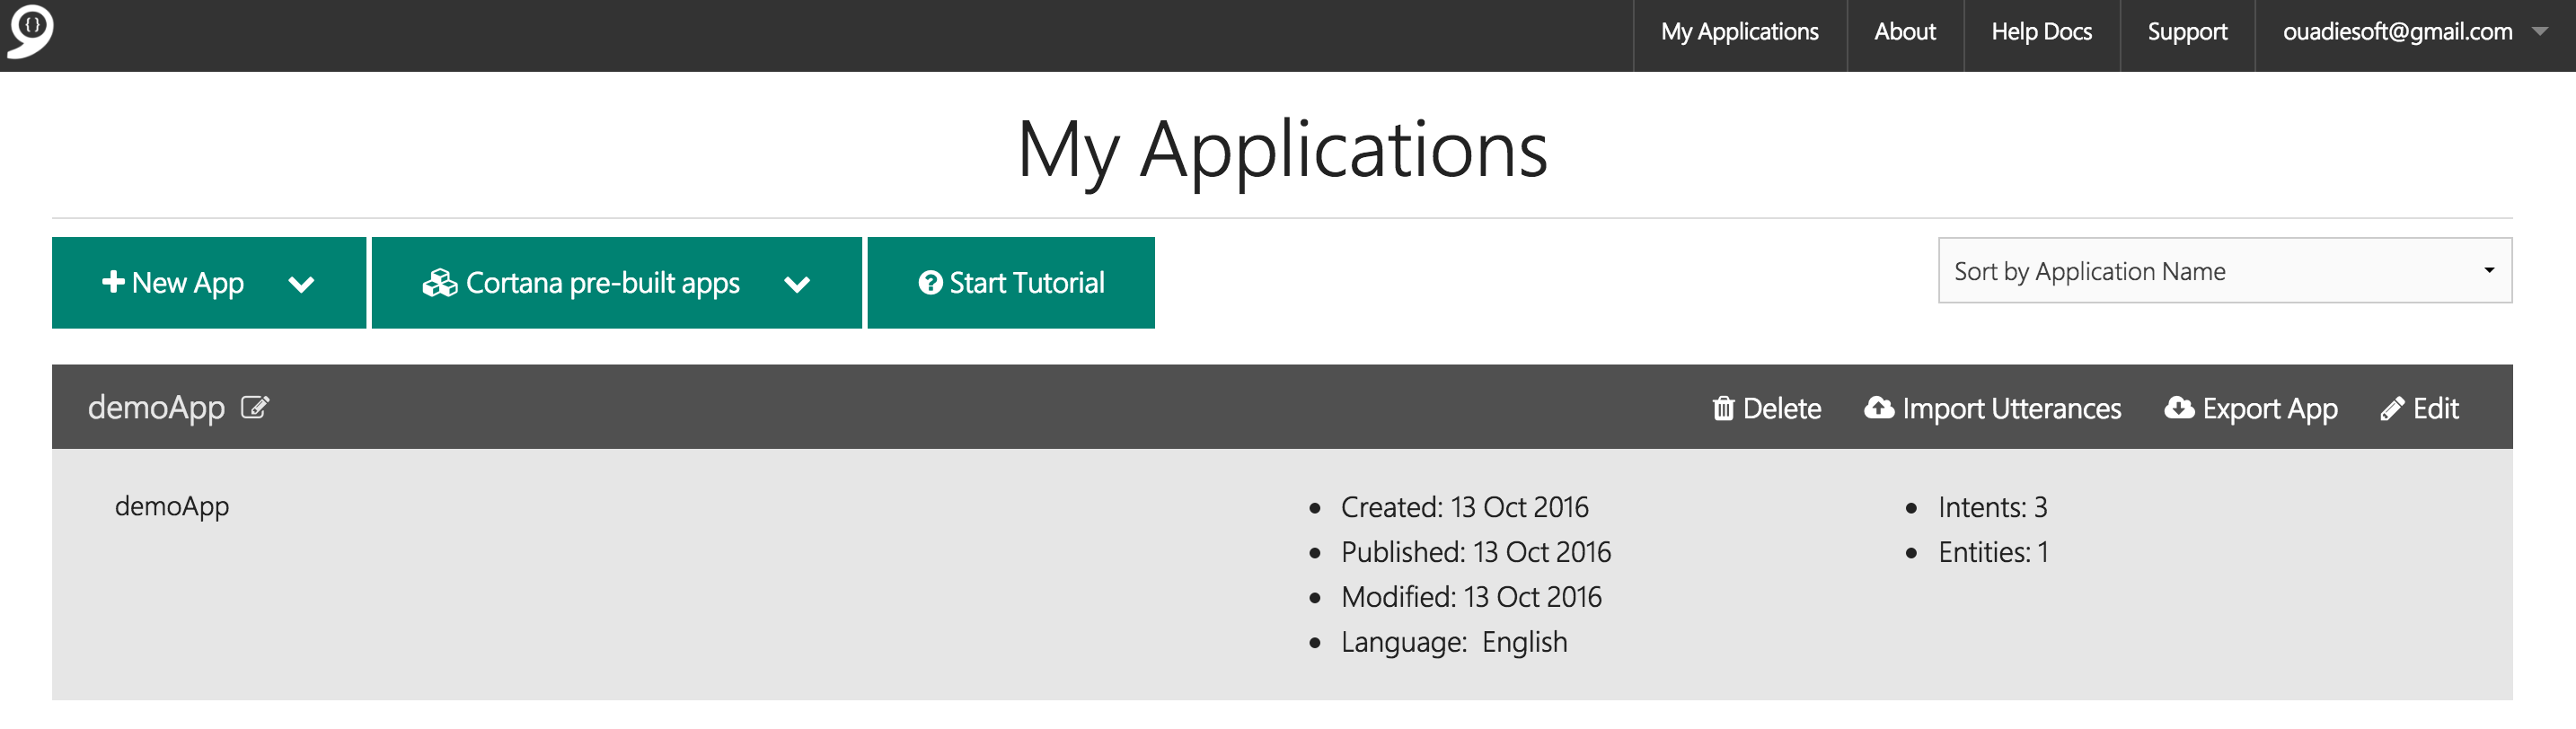 { }
My Applications About Help Docs Support ouadiesoft@gmail.com
My Applications
New App Cortana pre-built apps Start Tutorial Sort by Application Name
demoApp Delete Import Utterances Export App Edit
demoApp Created: 13 Oct 2016 Intents: 3
Published: 13 Oct 2016 Entities: 1
Modified: 13 Oct 2016
Language: English